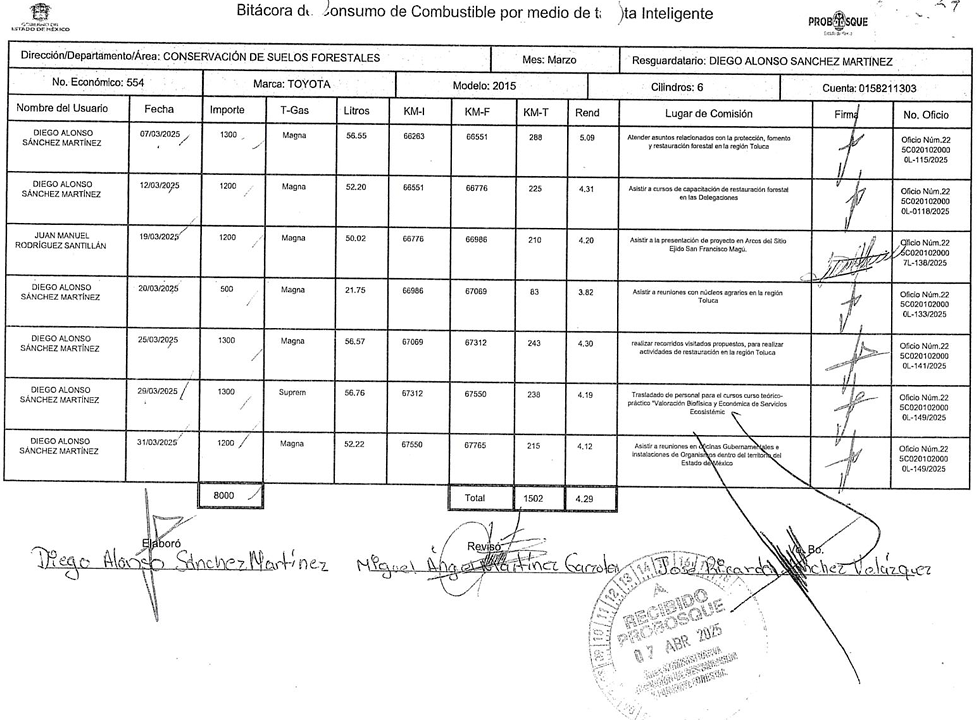 GOBIERNO DEL
ESTADO DE MÉXICO
Bitácora de Consumo de Combustible por medio de Inteligente
PROBOSQUE
Dirección/Departamento/Área: CONSERVACIÓN DE SUELOS FORESTALES Mes: Marzo Resguardatario: DIEGO ALONSO SANCHEZ MARTINEZ
No. Económico: 554 Marca: TOYOTA Modelo: 2015 Cilindros: 6 Cuenta: 0158211303
Nombre del Usuario Fecha Importe T-Gas Litros KM-I KM-F KM-T Rend Lugar de Comisión Firma No. Oficio
DIEGO ALONSO SÁNCHEZ MARTÍNEZ 07/03/2025 1300 Magna 56.55 66263 66551 288 5.09 Atender asuntos relacionados con la protección, fomento y restauración forestal en la región Toluca Oficio Núm.22 5C020102000 0L-115/2025
DIEGO ALONSO SÁNCHEZ MARTÍNEZ 12/03/2025 1200 Magna 52.20 66551 66776 225 4.31 Asistir a cursos de capacitación de restauración forestal en las Delegaciones Oficio Núm.22 5C020102000 0L-0118/2025
JUAN MANUEL RODRÍGUEZ SANTILLÁN 19/03/2025 1200 Magna 50.02 66776 66986 210 4.20 Asistir a la presentación de proyecto en Arcos del Sitio Ejido San Francisco Magú. Oficio Núm.22 5C020102000 7L-138/2025
DIEGO ALONSO SÁNCHEZ MARTÍNEZ 20/03/2025 500 Magna 21.75 66986 67069 83 3.82 Asistir a reuniones con núcleos agrarios en la región Toluca Oficio Núm.22 5C020102000 0L-133/2025
DIEGO ALONSO SÁNCHEZ MARTÍNEZ 25/03/2025 1300 Magna 56.57 67069 67312 243 4.30 realizar recorridos visitados propuestos, para realizar actividades de restauración en la región Toluca Oficio Núm.22 5C020102000 0L-141/2025
DIEGO ALONSO SÁNCHEZ MARTÍNEZ 29/03/2025 1300 Suprem 56.76 67312 67550 238 4.19 Trasladado de personal para el cursos curso teórico-práctico "Valoración Biofísica y Económica de Servicios Ecosistémic Oficio Núm.22 5C020102000 0L-149/2025
DIEGO ALONSO SÁNCHEZ MARTÍNEZ 31/03/2025 1200 Magna 52.22 67550 67765 215 4.12 Asistir a reuniones en oficinas Gubernamentales e instalaciones de Organismos dentro del territorio del Estado de México Oficio Núm.22 5C020102000 0L-149/2025
8000 Total 1502 4.29
Elaboró Revisó Vo. Bo.
Diego Alonso Sánchez Martínez Miguel Ángel Martínez José Ricardo Sánchez Velázquez
RECIBIDO
PROBOSQUE
07 ABR 2025